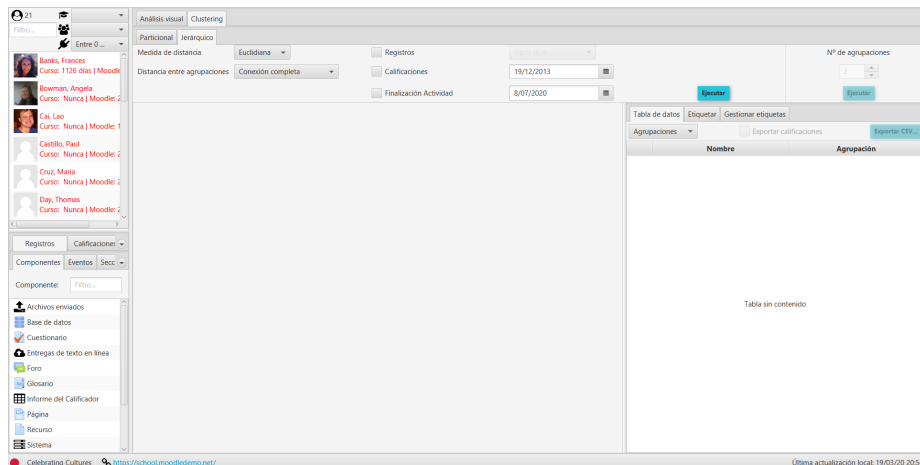 21
Análisis visual Clustering
Filtro...
Particional Jerárquico
Entre 0 ...
Medida de distancia Euclidiana Registros Nº de agrupaciones
Banks, Frances
Curso: 1126 días | Moodle
Distancia entre agrupaciones Conexión completa Calificaciones 19/12/2013 2
Bowman, Angela
Curso: Nunca | Moodle: 2
Finalización Actividad 8/07/2020 Ejecutar Ejecutar
Cai, Lao
Curso: Nunca | Moodle: 1
Tabla de datos Etiquetar Gestionar etiquetas
Agrupaciones Exportar calificaciones Exportar CSV...
Castillo, Paul
Curso: Nunca | Moodle: 2
Nombre Agrupación
Cruz, Maria
Curso: Nunca | Moodle: 2
Day, Thomas
Curso: Nunca | Moodle: 2
Registros Calificaciones
Componentes Eventos Secc
Componente: Filtro...
Archivos enviados
Base de datos
Cuestionario
Entregas de texto en línea
Foro
Glosario
Informe del Calificador
Página
Recurso
Sistema
Tabla sin contenido
Celebrating Cultures https://school.moodledemo.net/ Última actualización local: 19/03/20 20:5